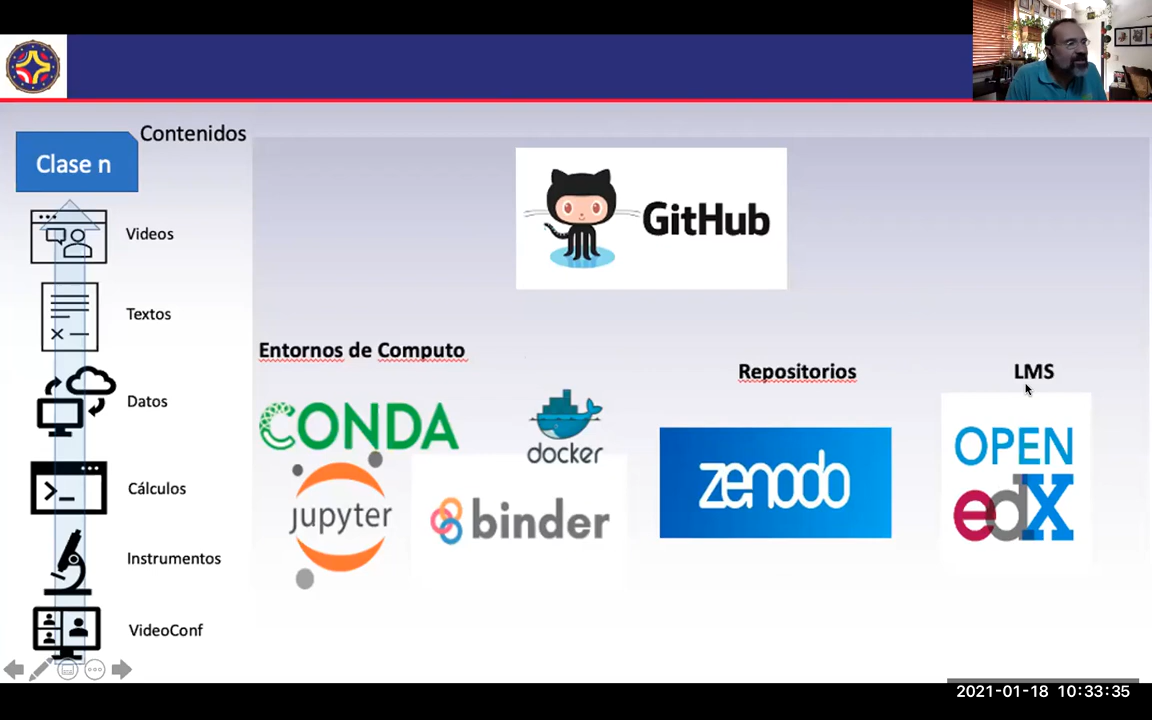 Contenidos
Clase n
Videos
Textos
Datos
Cálculos
Instrumentos
VideoConf
GitHub
Entornos de Computo
CONDA
docker
jupyter
binder
Repositorios
zenodo
LMS
OPEN
edX
2021-01-18 10:33:35